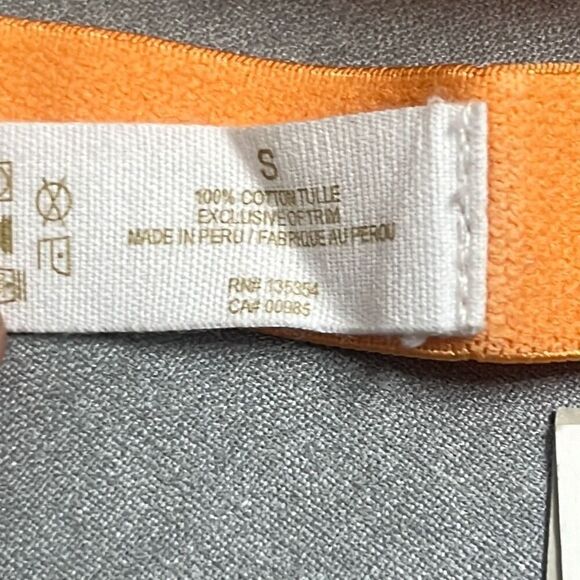 S
100% COTTON TULLE
EXCLUSIVE OF TRIM
MADE IN PERU / FABRIQUE AU PEROU
RN# 135354
CA# 00985